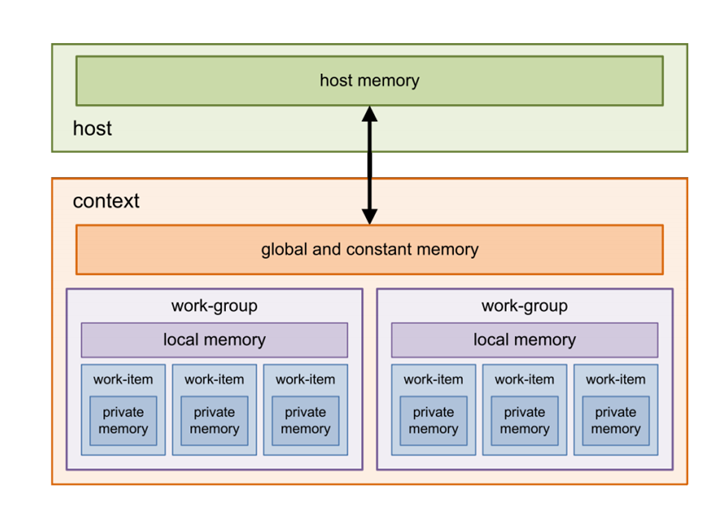 host memory
host
context
global and constant memory
work-group
local memory
work-item
private
memory
work-item
private
memory
work-item
private
memory
work-group
local memory
work-item
private
memory
work-item
private
memory
work-item
private
memory